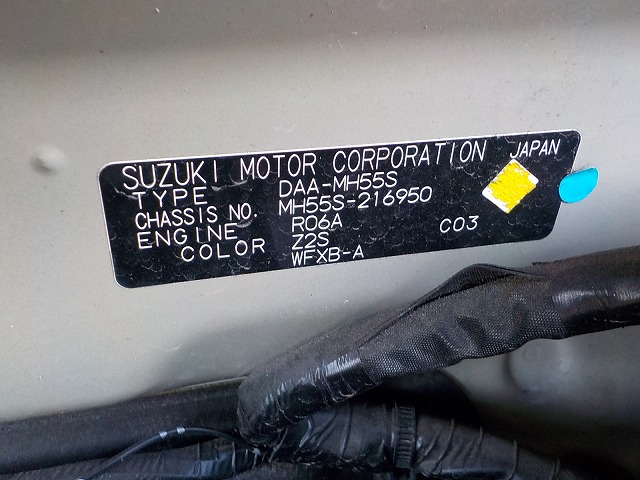 SUZUKI MOTOR CORPORATION JAPAN
TYPE DAA-MH55S
CHASSIS NO. MH55S-216950
ENGINE R06A
COLOR Z2S C03
WFXB-A